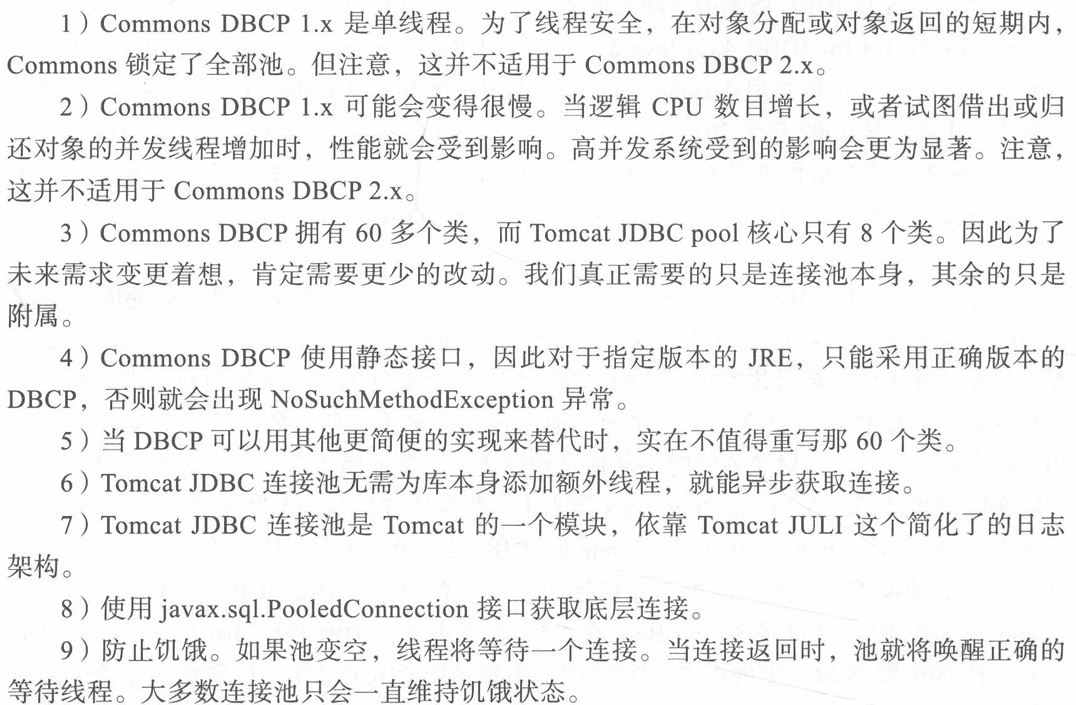 1）Commons DBCP 1.x 是单线程。为了线程安全，在对象分配或对象返回的短期内，
Commons 锁定了全部池。但注意，这并不适用于 Commons DBCP 2.x。
2）Commons DBCP 1.x 可能会变得很慢。当逻辑 CPU 数目增长，或者试图借出或归
还对象的并发线程增加时，性能就会受到影响。高并发系统受到的影响会更为显著。注意，
这并不适用于 Commons DBCP 2.x。
3）Commons DBCP 拥有 60 多个类，而 Tomcat JDBC pool 核心只有 8 个类。因此为了
未来需求变更着想，肯定需要更少的改动。我们真正需要的只是连接池本身，其余的只是
附属。
4）Commons DBCP 使用静态接口，因此对于指定版本的 JRE，只能采用正确版本的
DBCP，否则就会出现 NoSuchMethodException 异常。
5）当 DBCP 可以用其他更简便的实现来替代时，实在不值得重写那 60 个类。
6）Tomcat JDBC 连接池无需为库本身添加额外线程，就能异步获取连接。
7）Tomcat JDBC 连接池是 Tomcat 的一个模块，依靠 Tomcat JULI 这个简化了的日志
架构。
8）使用 javax.sql.PooledConnection 接口获取底层连接。
9）防止饥饿。如果池变空，线程将等待一个连接。当连接返回时，池就将唤醒正确的
等待线程。大多数连接池只会一直维持饥饿状态。